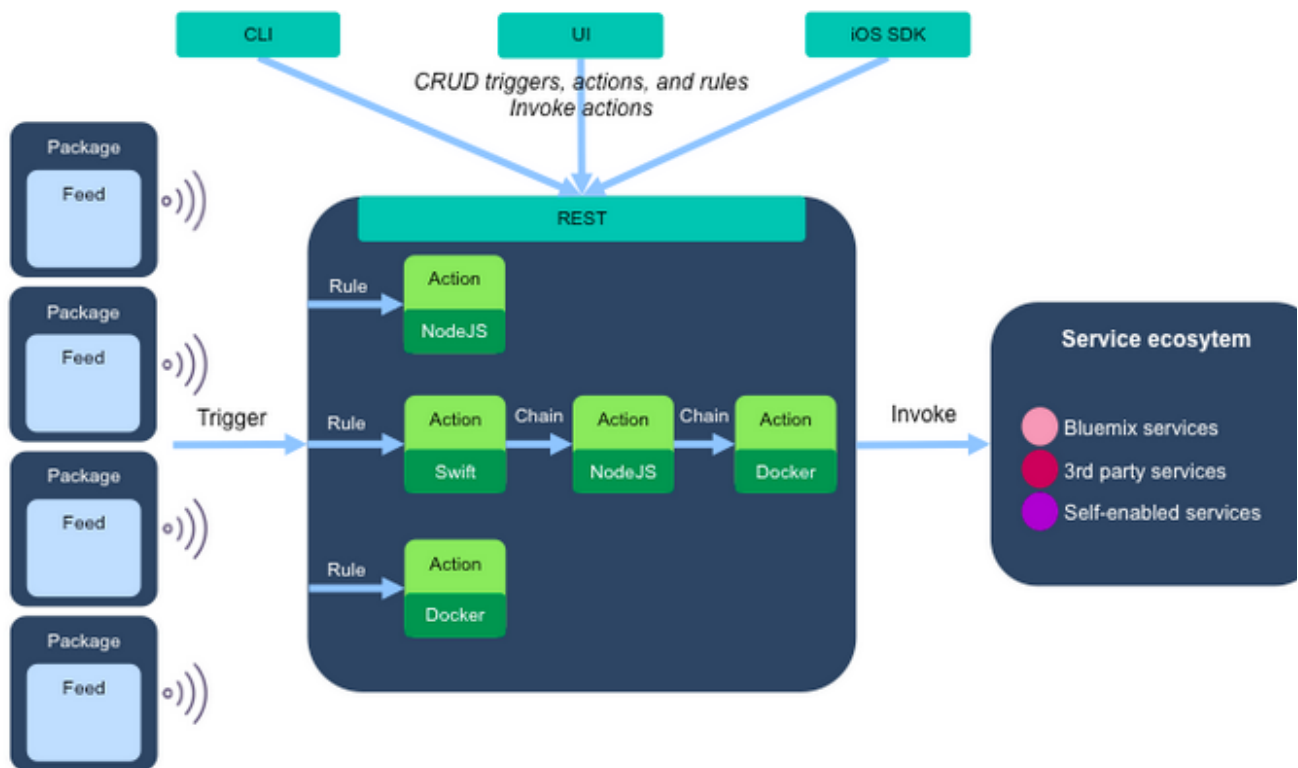 CLI
UI
iOS SDK
CRUD triggers, actions, and rules
Invoke actions
Package
Feed
Package
Feed
Package
Feed
Package
Feed
Trigger
REST
Rule
Action
NodeJS
Rule
Action
Swift
Chain
Action
NodeJS
Chain
Action
Docker
Rule
Action
Docker
Invoke
Service ecosytem
Bluemix services
3rd party services
Self-enabled services